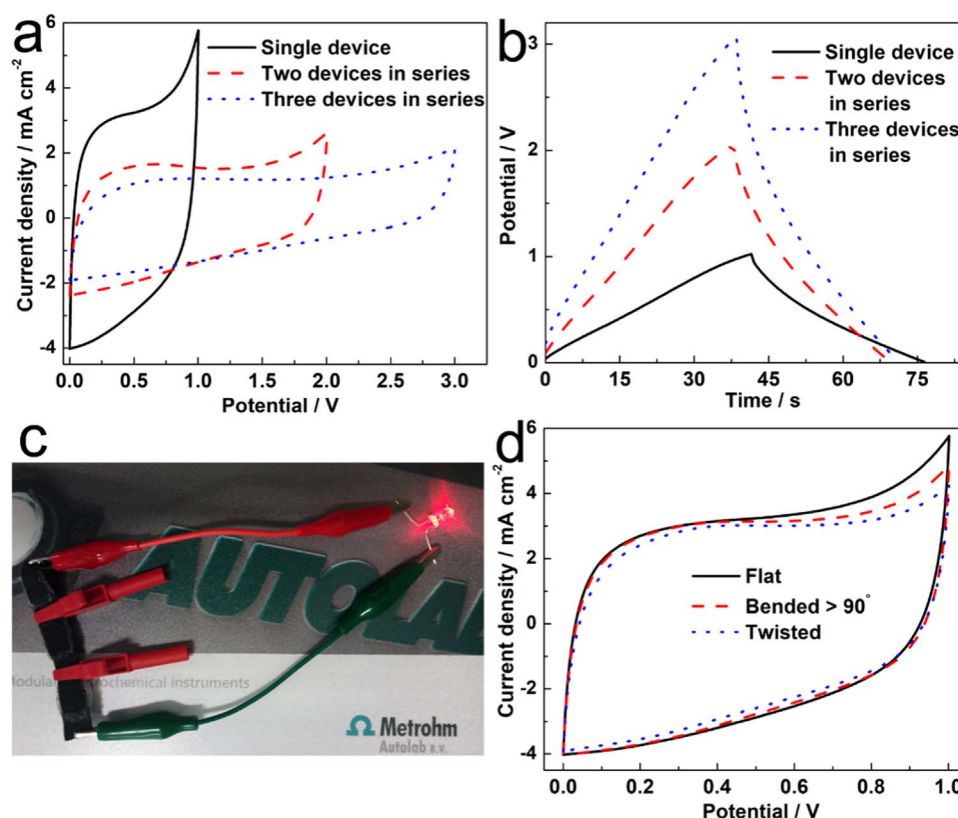 a
6
4
2
0
-2
-4
Current density / mA cm⁻²
Single device
Two devices in series
Three devices in series
0.0 0.5 1.0 1.5 2.0 2.5 3.0
Potential / V
b
3
2
1
0
Potential / V
Single device
Two devices
in series
Three devices
in series
0 15 30 45 60 75
Time / s
c
AUTOLA
instruments
Metrohm
Autolab B.V.
d
6
4
2
0
-2
-4
Current density / mA cm⁻²
Flat
Bended > 90°
Twisted
0.0 0.2 0.4 0.6 0.8 1.0
Potential / V